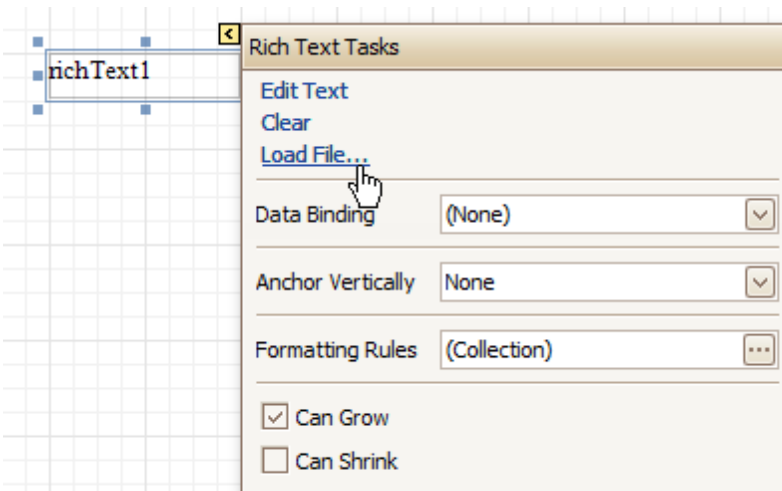 richText1
Rich Text Tasks
Edit Text
Clear
Load File...
Data Binding (None)
Anchor Vertically None
Formatting Rules (Collection)
Can Grow
Can Shrink